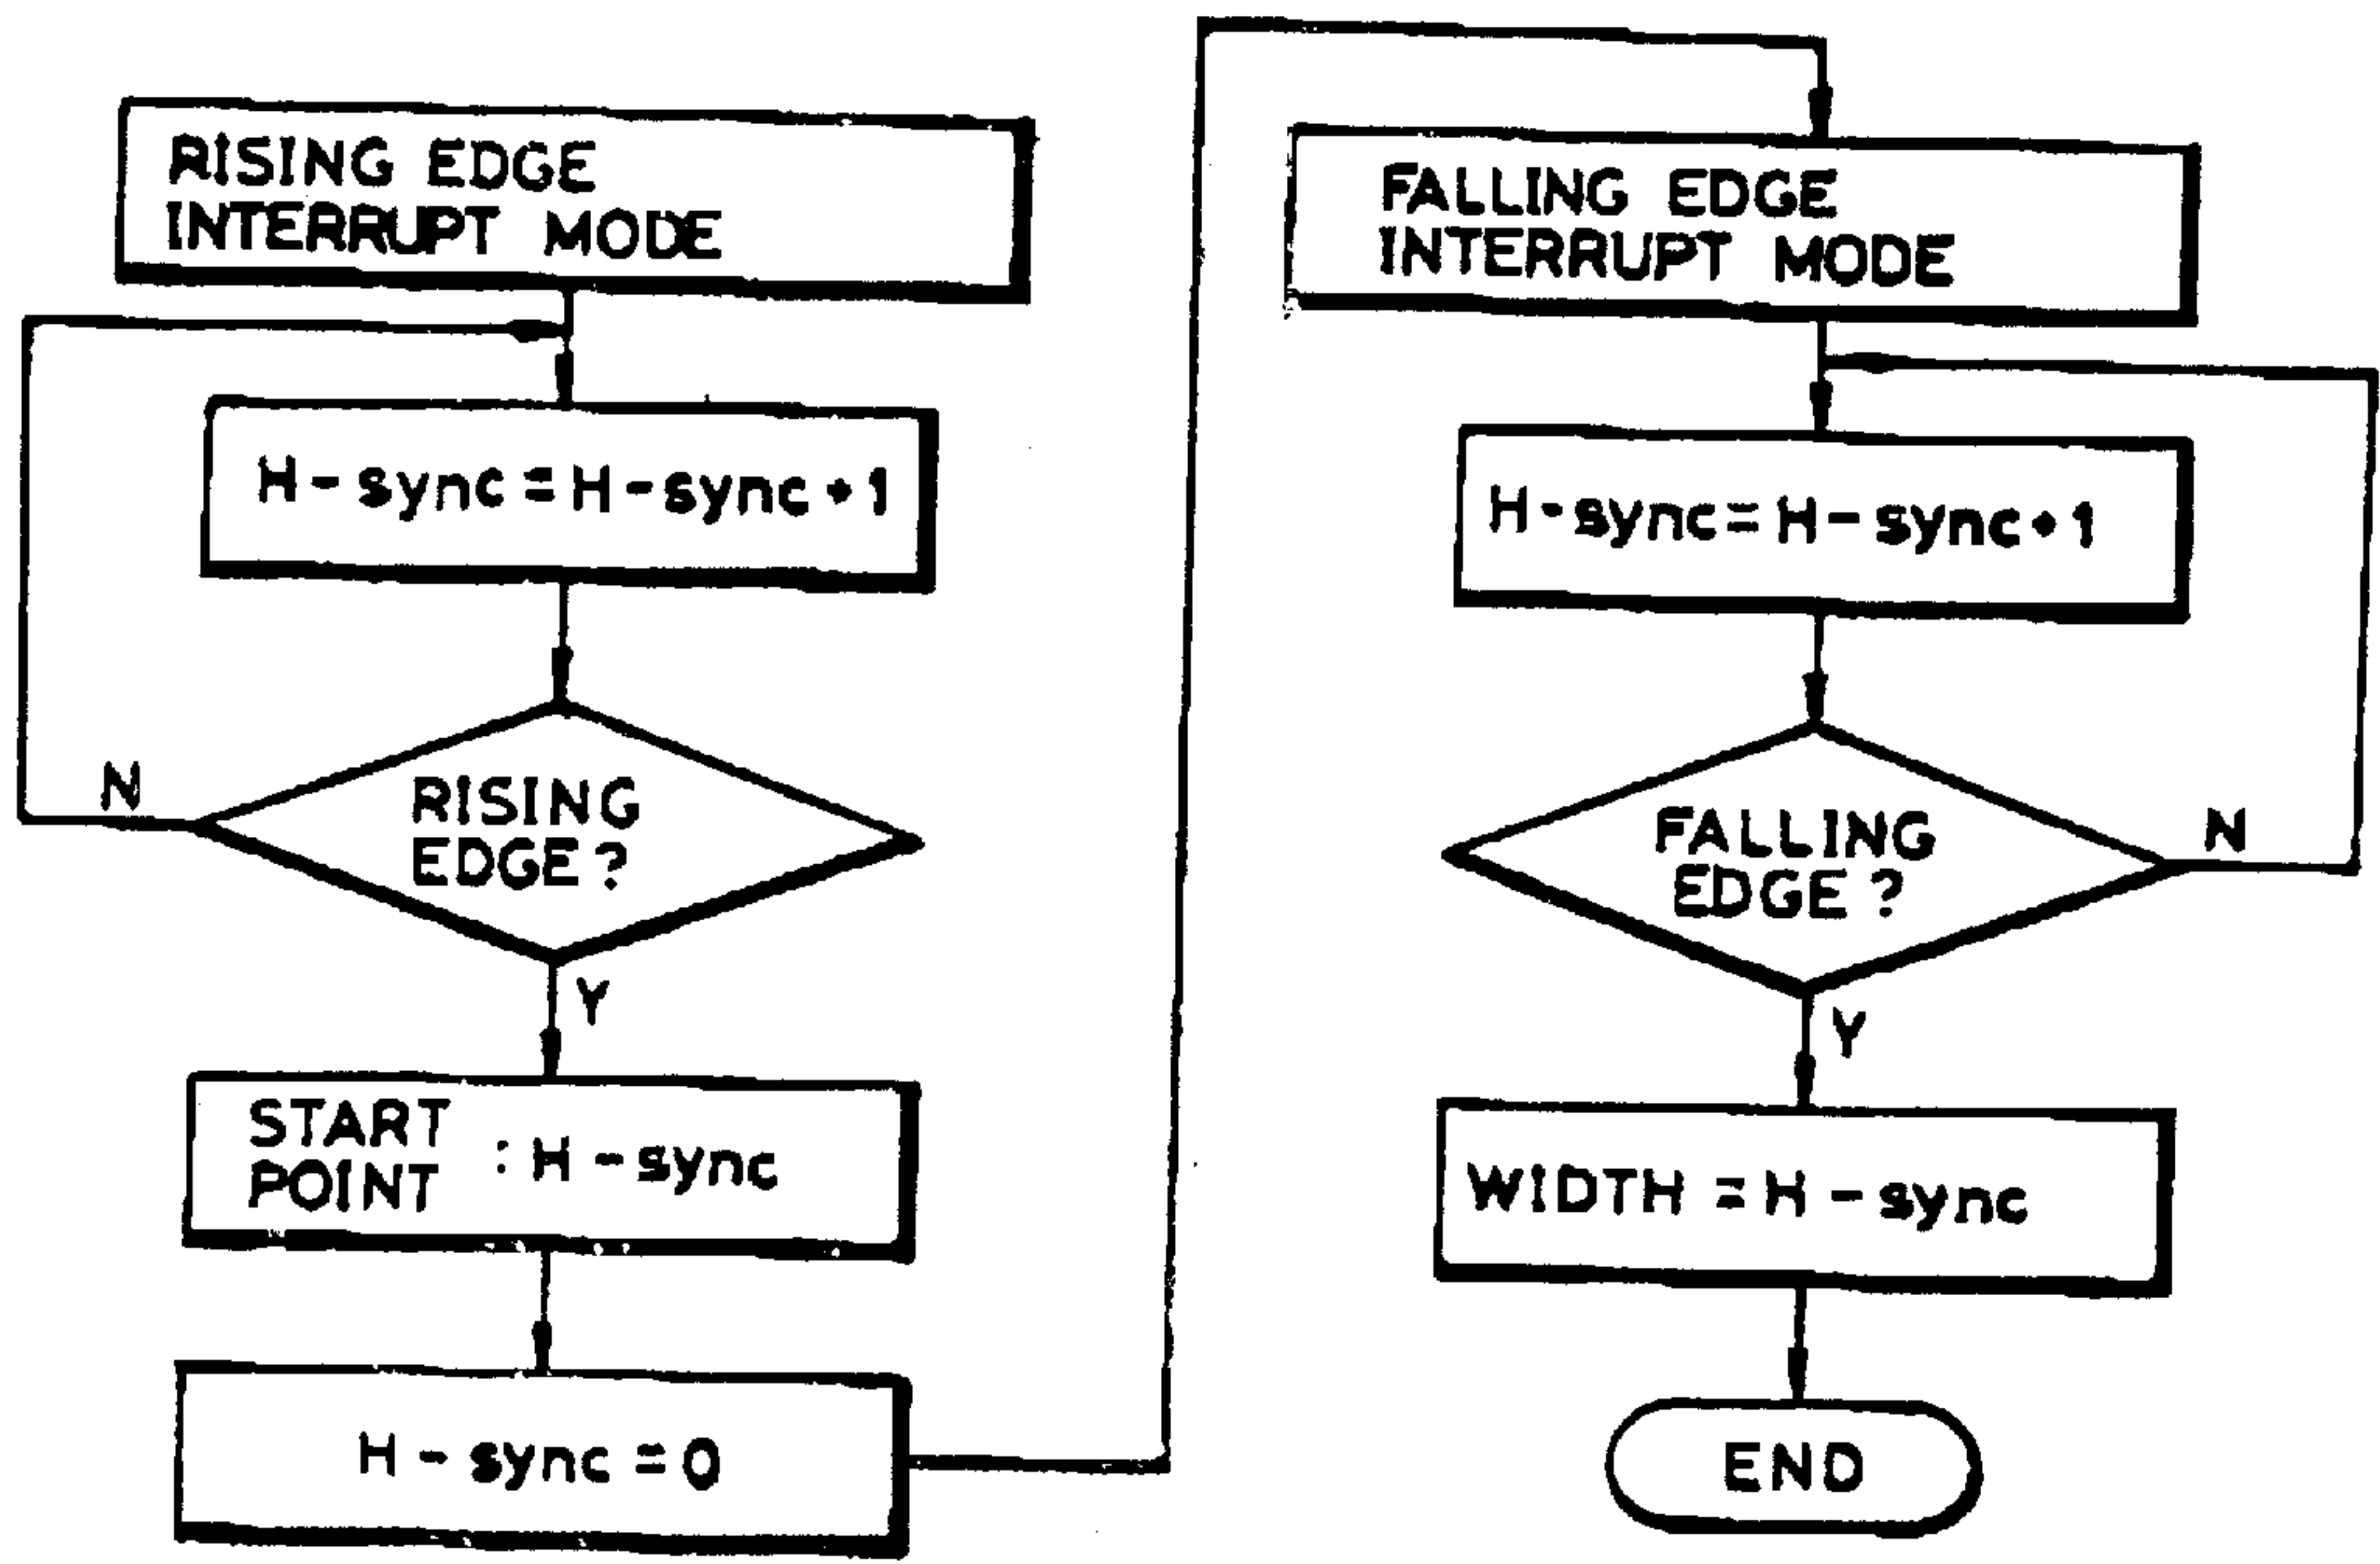 RISING EDGE
INTERRUPT MODE
H-sync = H-sync+1
RISING
EDGE?
N
Y
START
POINT : H-sync
H-sync = 0
FALLING EDGE
INTERRUPT MODE
H-sync = H-sync+1
FALLING
EDGE?
N
Y
WIDTH = H-sync
END